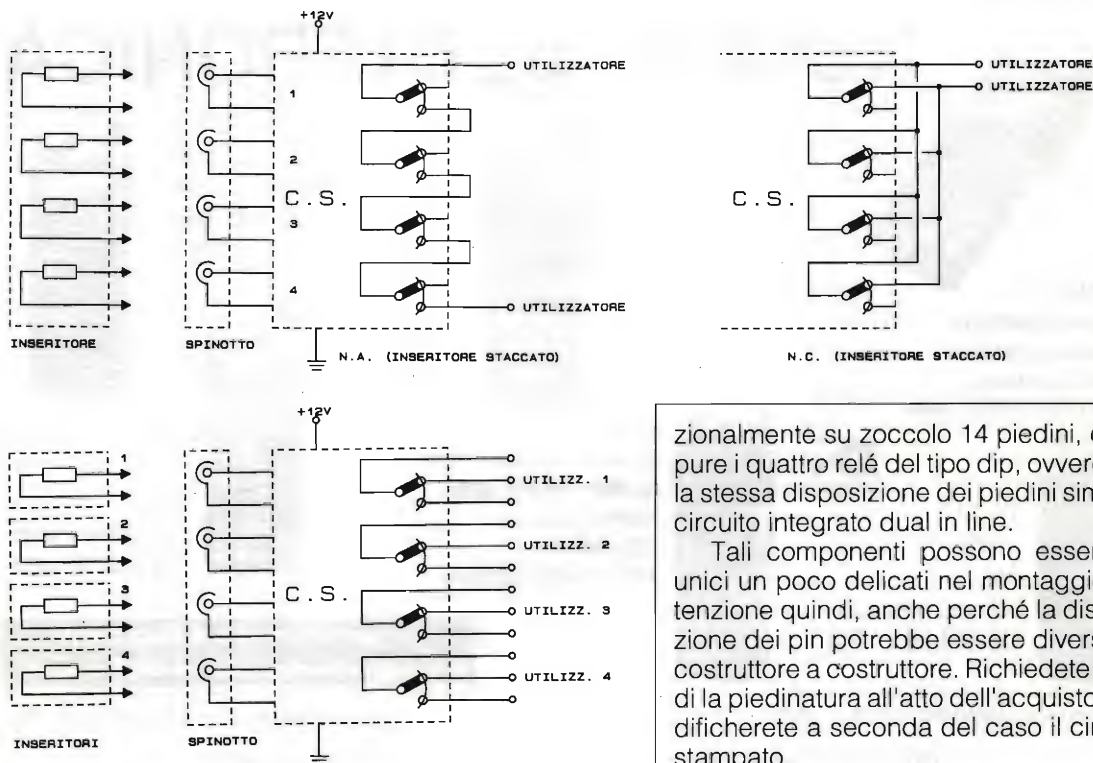 +12V
UTILIZZATORE
1
2
C.S.
3
4
UTILIZZATORE
INSERITORE
SPINOTTO
N.A. (INSERITORE STACCATO)
UTILIZZATORE
UTILIZZATORE
C.S.
N.C. (INSERITORE STACCATO)
+12V
1
2
3
4
C.S.
UTILIZZ. 1
UTILIZZ. 2
UTILIZZ. 3
UTILIZZ. 4
INSERITORI
SPINOTTO
zionalmente su zoccolo 14 piedini,
pure i quattro relé del tipo dip, ovver
la stessa disposizione dei piedini sin
circuito integrato dual in line.
Tali componenti possono esser
unici un poco delicati nel montaggi
tenzione quindi, anche perché la dis
zione dei pin potrebbe essere divers
costruttore a costruttore. Richiedete
di la piedinatura all'atto dell'acquisto
dificherete a seconda del caso il cir
stampato.